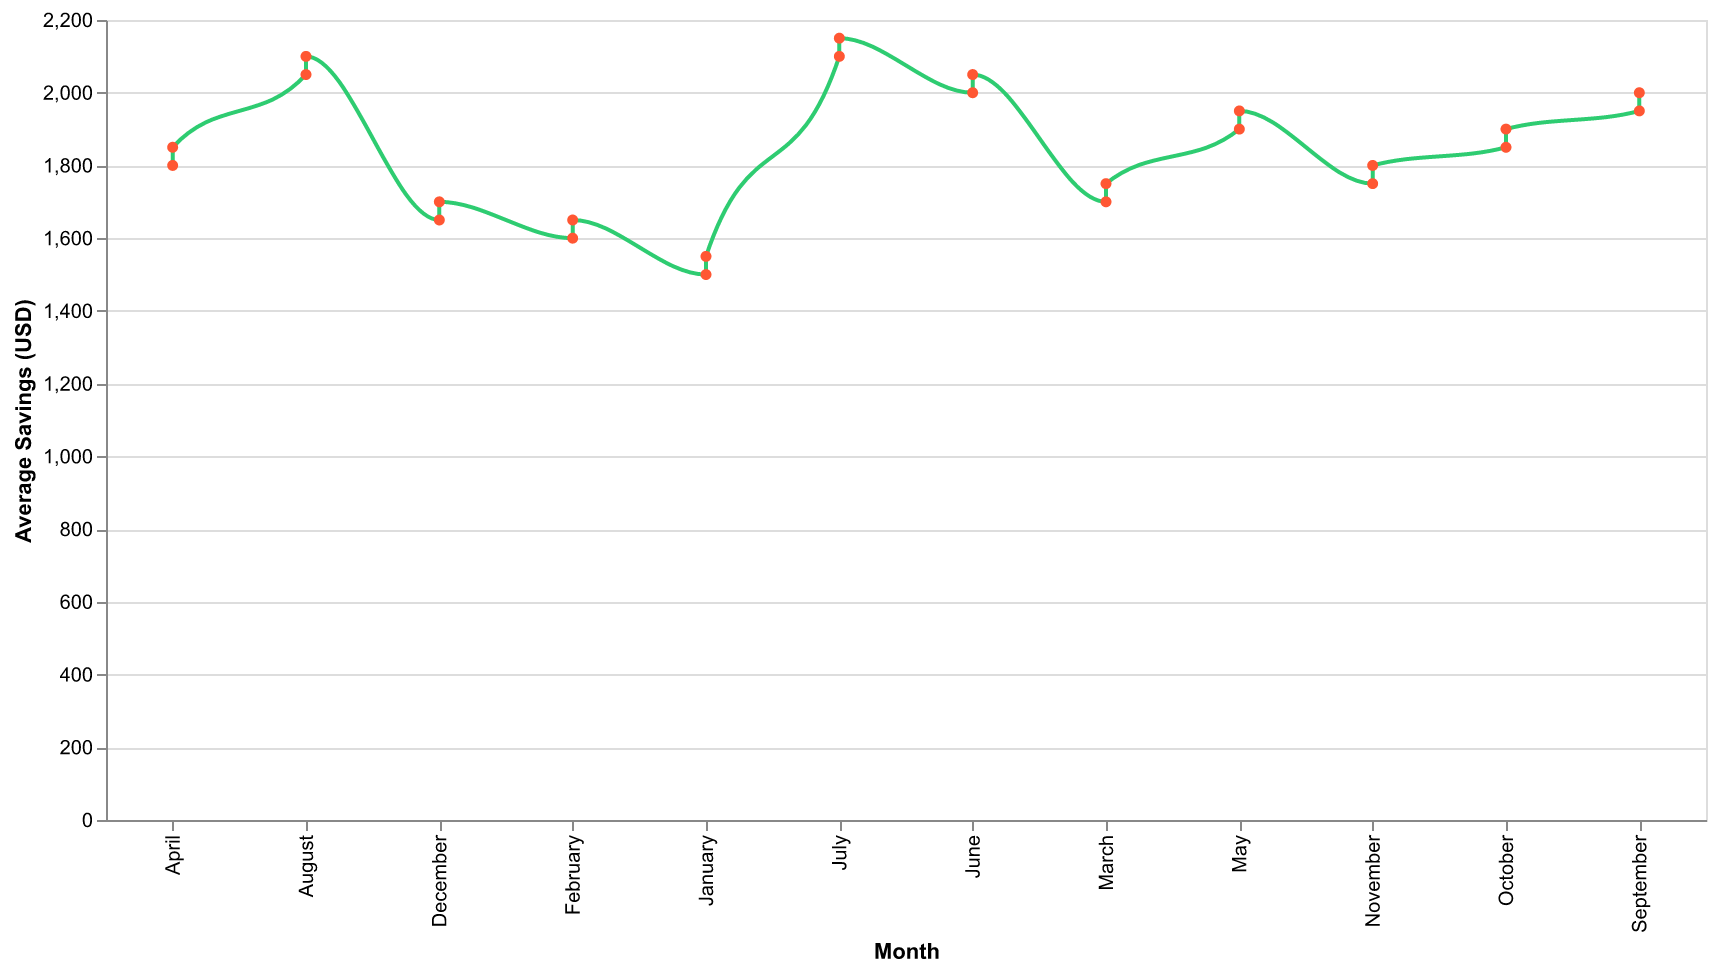 2,200
2,000
1,800
1,600
1,400
1,200
1,000
800
600
400
200
0
Average Savings (USD)
April
August
December
February
January
July
June
March
May
November
October
September
Month